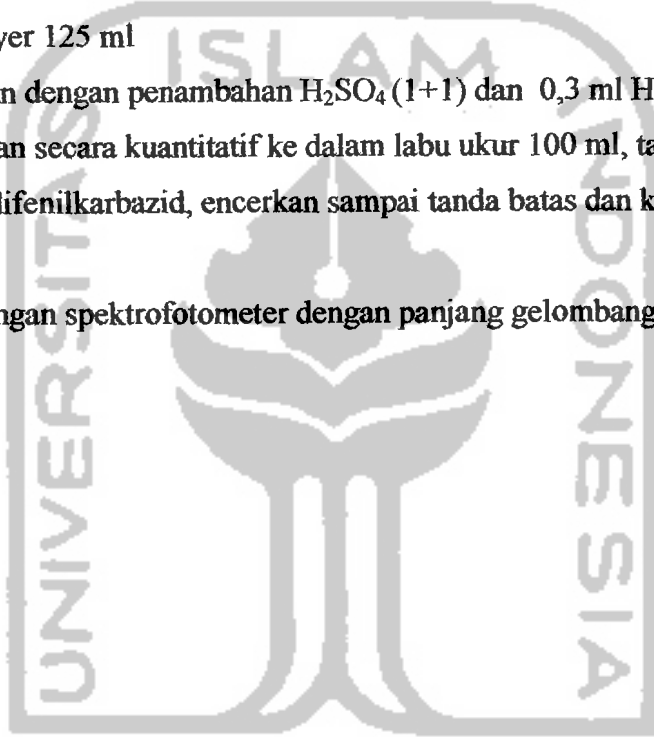 yer 125 ml
n dengan penambahan H₂SO₄ (1+1) dan 0,3 ml H
an secara kuantitatif ke dalam labu ukur 100 ml, ta
lifenilkarbazid, encerkan sampai tanda batas dan k
ngan spektrofotometer dengan panjang gelombang
UNIVERSITAS
ISLAM
INDONESIA